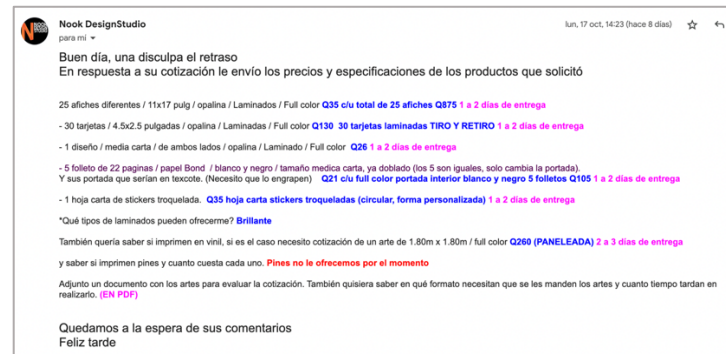 NOOK
Nook DesignStudio
lun, 17 oct, 14:23 (hace 8 días)
para mí
Buen día, una disculpa el retraso
En respuesta a su cotización le envío los precios y especificaciones de los productos que solicitó
25 afiches diferentes / 11x17 pulg / opalina / Laminados / Full color Q35 c/u total de 25 afiches Q875 1 a 2 días de entrega
- 30 tarjetas / 4.5x2.5 pulgadas / opalina / Laminadas / Full color Q130 30 tarjetas laminadas TIRO Y RETIRO 1 a 2 días de entrega
- 1 diseño / media carta / de ambos lados / opalina / Laminado / Full color Q26 1 a 2 días de entrega
- 5 folleto de 22 paginas / papel Bond / blanco y negro / tamaño medica carta, ya doblado (los 5 son iguales, solo cambia la portada).
Y sus portada que serían en texcote. (Necesito que lo engrapen) Q21 c/u full color portada interior blanco y negro 5 folletos Q105 1 a 2 días de entrega
- 1 hoja carta de stickers troquelada. Q35 hoja carta stickers troqueladas (circular, forma personalizada) 1 a 2 días de entrega
*Qué tipos de laminados pueden ofrecerme? Brillante
También quería saber si imprimen en vinil, si es el caso necesito cotización de un arte de 1.80m x 1.80m / full color Q260 (PANELEADA) 2 a 3 días de entrega
y saber si imprimen pines y cuanto cuesta cada uno. Pines no le ofrecemos por el momento
Adjunto un documento con los artes para evaluar la cotización. También quisiera saber en qué formato necesitan que se les manden los artes y cuanto tiempo tardan en
realizarlo. (EN PDF)
Quedamos a la espera de sus comentarios
Feliz tarde